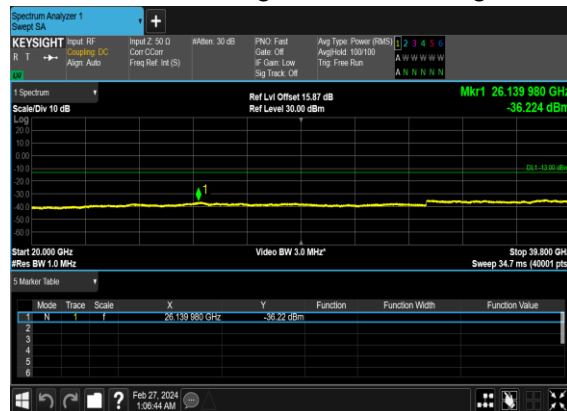 Spectrum Analyzer 1
Swept SA
+
KEYSIGHT Input: RF Input Z: 50 Ω #Atten: 30 dB PNO: Fast Avg Type: Power (RMS) 1 2 3 4 5 6
R T Coupling: DC Corr CCorr Gate: Off Avg|Hold: 100/100 A W W W W W
Align: Auto Freq Ref: Int (S) IF Gain: Low Trig: Free Run
Sig Track: Off A N N N N N
1 Spectrum Ref Lvl Offset 15.87 dB Mkr1 26.139 980 GHz
Scale/Div 10 dB Ref Level 30.00 dBm -36.224 dBm
Log
20.0
10.0
0.00
-10.0 DL1 -13.00 dBm
-20.0
-30.0 1
-40.0
-50.0
-60.0
Start 20.000 GHz Video BW 3.0 MHz* Stop 39.800 GHz
#Res BW 1.0 MHz Sweep 34.7 ms (40001 pts)
5 Marker Table
Mode Trace Scale X Y Function Function Width Function Value
1 N 1 f 26.139 980 GHz -36.22 dBm
2
3
4
5
6
? Feb 27, 2024
1:06:44 AM